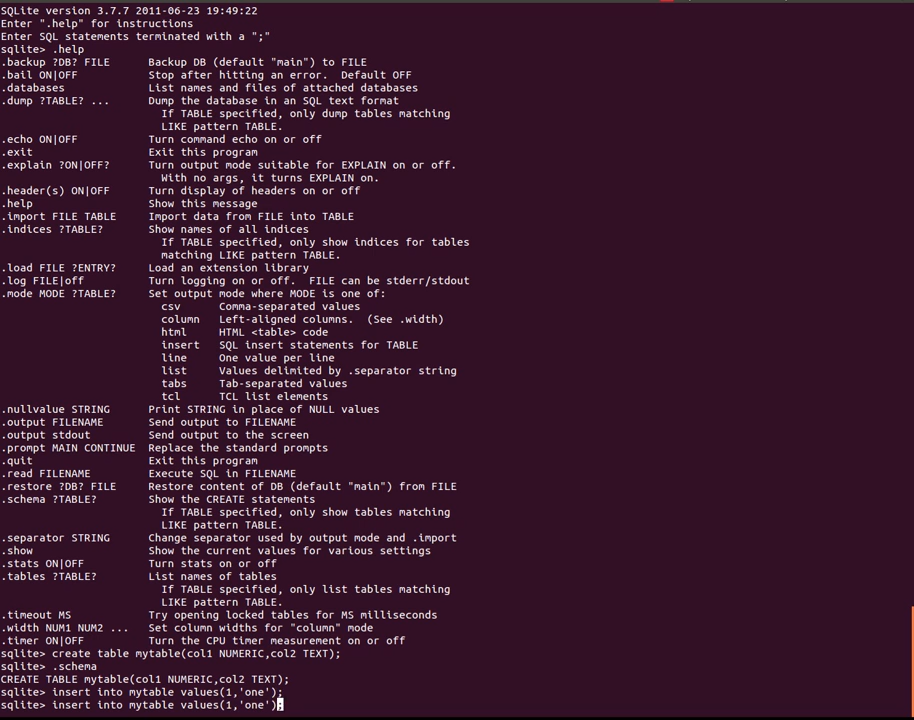 SQLite version 3.7.7 2011-06-23 19:49:22
Enter ".help" for instructions
Enter SQL statements terminated with a ";"
sqlite> .help
.backup ?DB? FILE      Backup DB (default "main") to FILE
.bail ON|OFF           Stop after hitting an error.  Default OFF
.databases             List names and files of attached databases
.dump ?TABLE? ...      Dump the database in an SQL text format
                         If TABLE specified, only dump tables matching
                         LIKE pattern TABLE.
.echo ON|OFF           Turn command echo on or off
.exit                  Exit this program
.explain ?ON|OFF?      Turn output mode suitable for EXPLAIN on or off.
                         With no args, it turns EXPLAIN on.
.header(s) ON|OFF      Turn display of headers on or off
.help                  Show this message
.import FILE TABLE     Import data from FILE into TABLE
.indices ?TABLE?       Show names of all indices
                         If TABLE specified, only show indices for tables
                         matching LIKE pattern TABLE.
.load FILE ?ENTRY?     Load an extension library
.log FILE|off          Turn logging on or off.  FILE can be stderr/stdout
.mode MODE ?TABLE?     Set output mode where MODE is one of:
                         csv      Comma-separated values
                         column   Left-aligned columns.  (See .width)
                         html     HTML <table> code
                         insert   SQL insert statements for TABLE
                         line     One value per line
                         list     Values delimited by .separator string
                         tabs     Tab-separated values
                         tcl      TCL list elements
.nullvalue STRING      Print STRING in place of NULL values
.output FILENAME       Send output to FILENAME
.output stdout         Send output to the screen
.prompt MAIN CONTINUE  Replace the standard prompts
.quit                  Exit this program
.read FILENAME         Execute SQL in FILENAME
.restore ?DB? FILE     Restore content of DB (default "main") from FILE
.schema ?TABLE?        Show the CREATE statements
                         If TABLE specified, only show tables matching
                         LIKE pattern TABLE.
.separator STRING      Change separator used by output mode and .import
.show                  Show the current values for various settings
.stats ON|OFF          Turn stats on or off
.tables ?TABLE?        List names of tables
                         If TABLE specified, only list tables matching
                         LIKE pattern TABLE.
.timeout MS            Try opening locked tables for MS milliseconds
.width NUM1 NUM2 ...   Set column widths for "column" mode
.timer ON|OFF          Turn the CPU timer measurement on or off
sqlite> create table mytable(col1 NUMERIC,col2 TEXT);
sqlite> .schema
CREATE TABLE mytable(col1 NUMERIC,col2 TEXT);
sqlite> insert into mytable values(1,'one');
sqlite> insert into mytable values(1,'one');